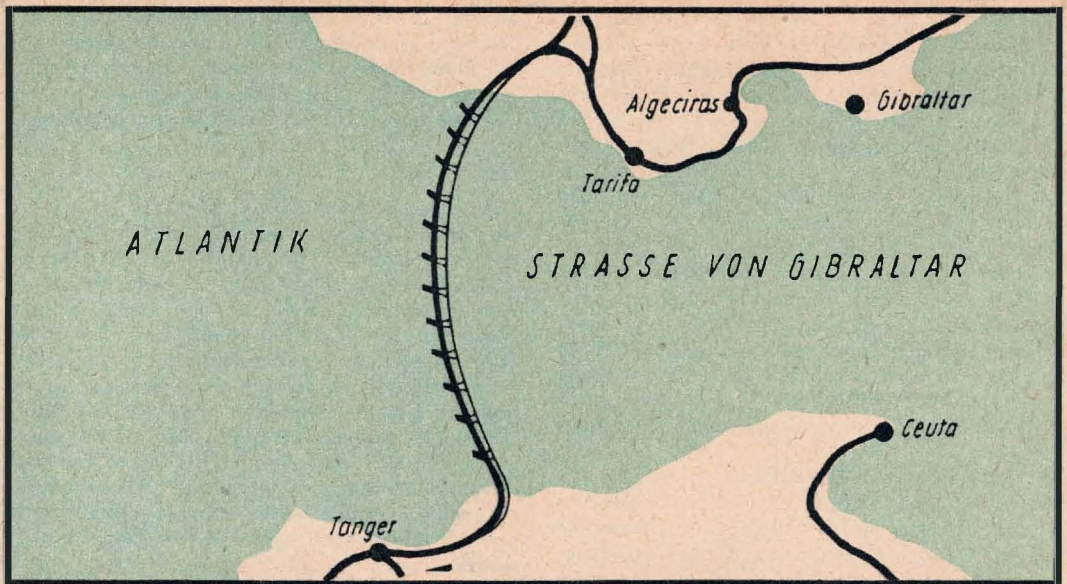 Algeciras
Gibraltar
Tarifa
ATLANTIK
STRASSE VON GIBRALTAR
Ceuta
Tanger